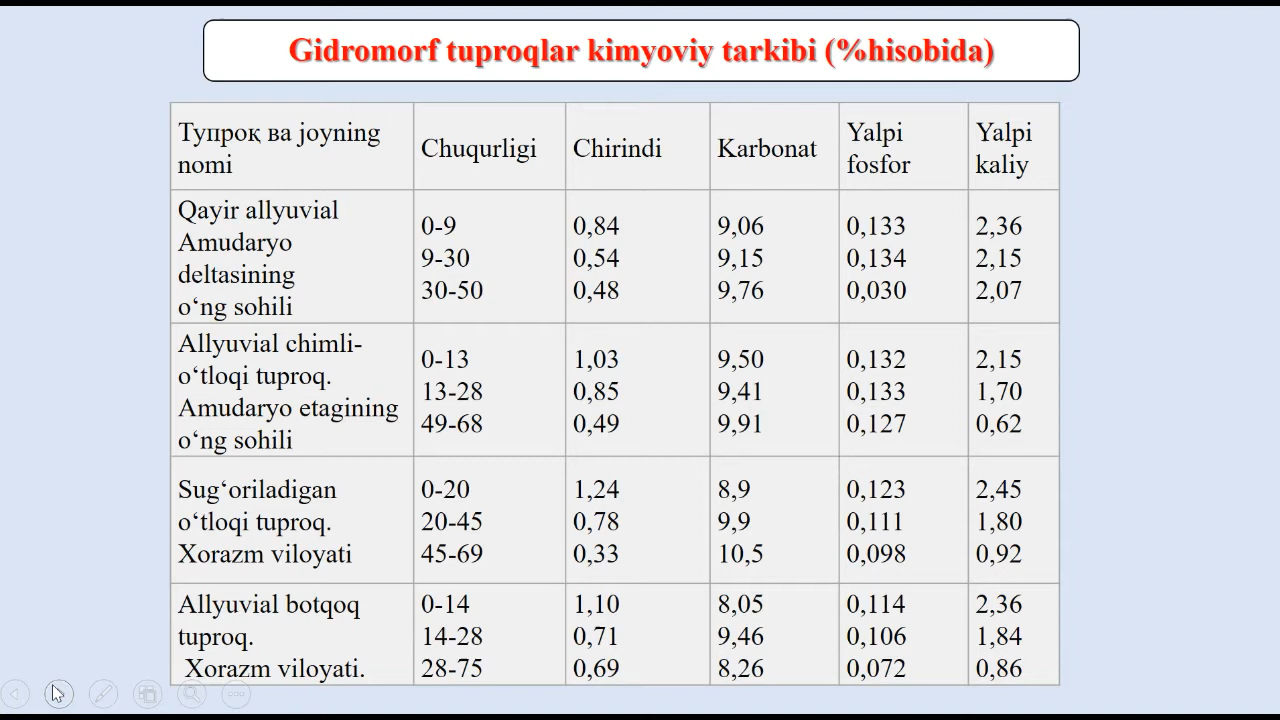 Gidromorf tuproqlar kimyoviy tarkibi (%hisobida)
Тупроқ ва joyning nomi
Chuqurligi
Chirindi
Karbonat
Yalpi fosfor
Yalpi kaliy
Qayir allyuvial
Amudaryo
deltasining
o‘ng sohili
0-9 0,84 9,06 0,133 2,36
9-30 0,54 9,15 0,134 2,15
30-50 0,48 9,76 0,030 2,07
Allyuvial chimli-
o‘tloqi tuproq.
Amudaryo etagining
o‘ng sohili
0-13 1,03 9,50 0,132 2,15
13-28 0,85 9,41 0,133 1,70
49-68 0,49 9,91 0,127 0,62
Sug‘oriladigan
o‘tloqi tuproq.
Xorazm viloyati
0-20 1,24 8,9 0,123 2,45
20-45 0,78 9,9 0,111 1,80
45-69 0,33 10,5 0,098 0,92
Allyuvial botqoq
tuproq.
Xorazm viloyati.
0-14 1,10 8,05 0,114 2,36
14-28 0,71 9,46 0,106 1,84
28-75 0,69 8,26 0,072 0,86